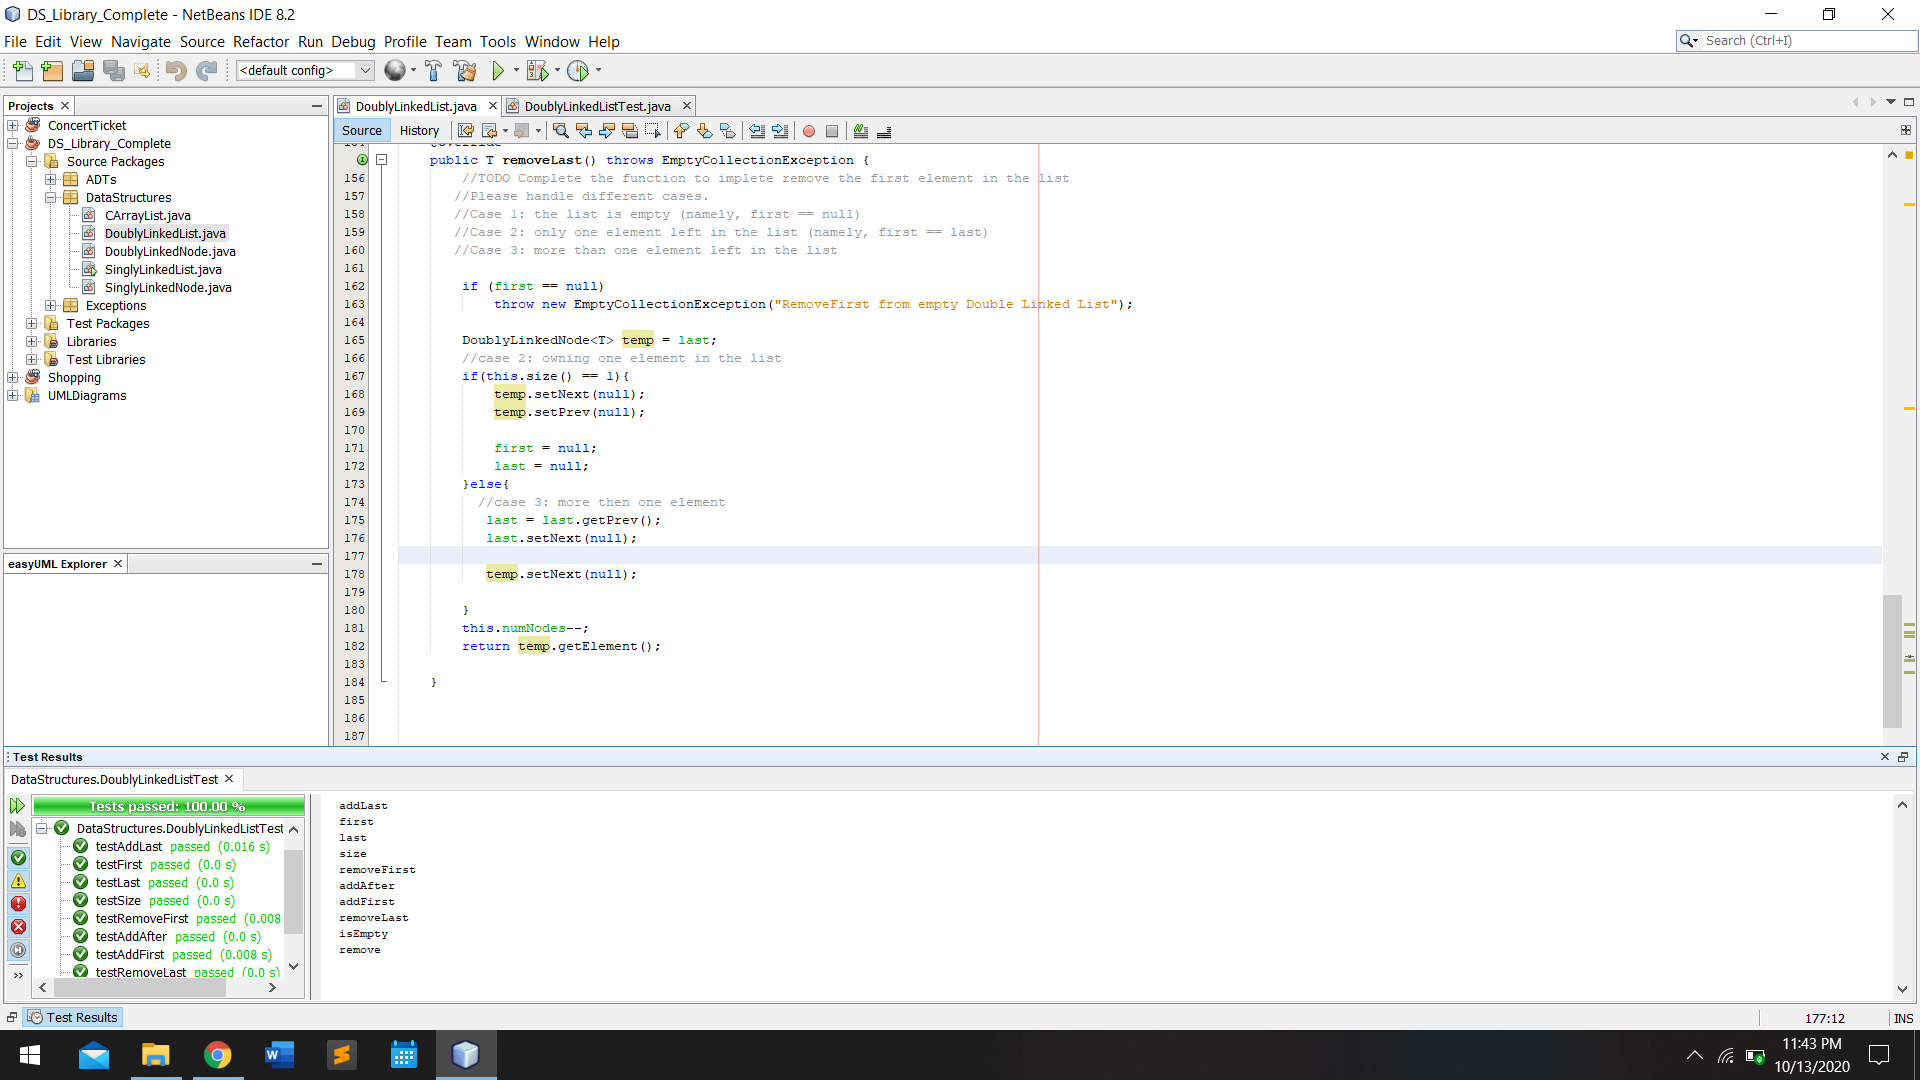 DS_Library_Complete - NetBeans IDE 8.2
File Edit View Navigate Source Refactor Run Debug Profile Team Tools Window Help
Search (Ctrl+I)
<default config>
Projects
ConcertTicket
DS_Library_Complete
Source Packages
ADTs
DataStructures
CArrayList.java
DoublyLinkedList.java
DoublyLinkedNode.java
SinglyLinkedList.java
SinglyLinkedNode.java
Exceptions
Test Packages
Libraries
Test Libraries
Shopping
UMLDiagrams
easyUML Explorer
DoublyLinkedList.java DoublyLinkedListTest.java
Source History
public T removeLast() throws EmptyCollectionException {
156 //TODO Complete the function to implete remove the first element in the list
157 //Please handle different cases.
158 //Case 1: the list is empty (namely, first == null)
159 //Case 2: only one element left in the list (namely, first == last)
160 //Case 3: more than one element left in the list
161
162 if (first == null)
163 throw new EmptyCollectionException("RemoveFirst from empty Double Linked List");
164
165 DoublyLinkedNode<T> temp = last;
166 //case 2: owning one element in the list
167 if(this.size() == 1){
168 temp.setNext(null);
169 temp.setPrev(null);
170
171 first = null;
172 last = null;
173 }else{
174 //case 3: more then one element
175 last = last.getPrev();
176 last.setNext(null);
177
178 temp.setNext(null);
179
180 }
181 this.numNodes--;
182 return temp.getElement();
183
184 }
185
186
187
Test Results
DataStructures.DoublyLinkedListTest
Tests passed: 100.00 %
DataStructures.DoublyLinkedListTest
testAddLast passed (0.016 s)
testFirst passed (0.0 s)
testLast passed (0.0 s)
testSize passed (0.0 s)
testRemoveFirst passed (0.008
testAddAfter passed (0.0 s)
testAddFirst passed (0.008 s)
testRemoveLast passed (0.0 s)
addLast
first
last
size
removeFirst
addAfter
addFirst
removeLast
isEmpty
remove
Test Results
177:12 INS
11:43 PM
10/13/2020